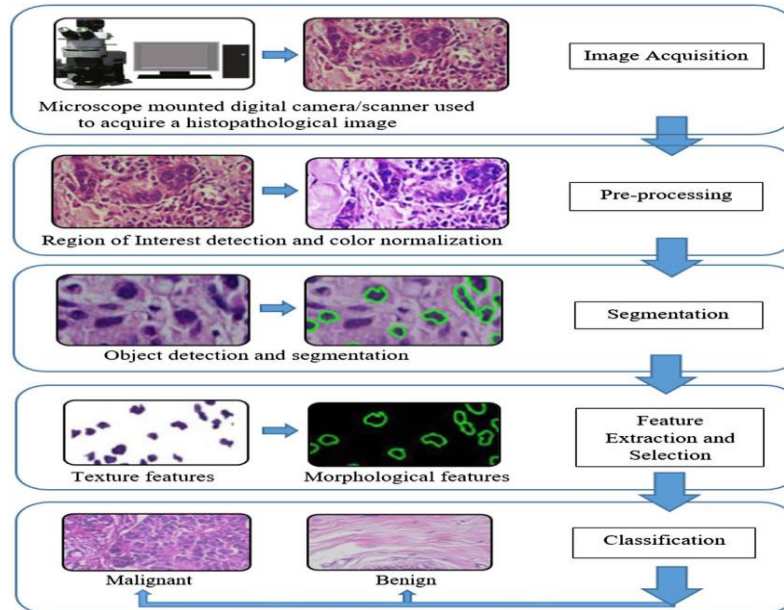 Image Acquisition
Microscope mounted digital camera/scanner used
to acquire a histopathological image
Pre-processing
Region of Interest detection and color normalization
Segmentation
Object detection and segmentation
Feature
Extraction and
Selection
Texture features
Morphological features
Classification
Malignant
Benign